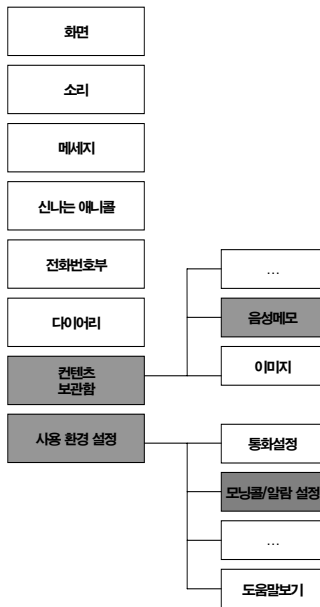 화면
소리
메세지
신나는 애니콜
전화번호부
다이어리
컨텐츠
보관함
사용 환경 설정
...
음성메모
이미지
통화설정
모닝콜/알람 설정
...
도움말보기